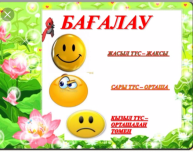 БАҒАЛАУ
ЖАСЫЛ ТҮС – ЖАҚСЫ
САРЫ ТҮС – ОРТАША
ҚЫЗЫЛ ТҮС –
ОРТАШАДАН
ТӨМЕН